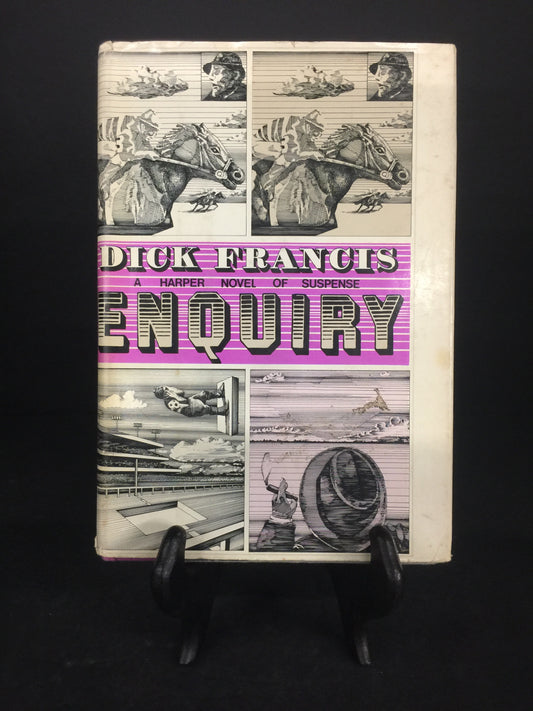 DICK FRANCIS
A HARPER NOVEL OF SUSPENSE
ENQUIRY